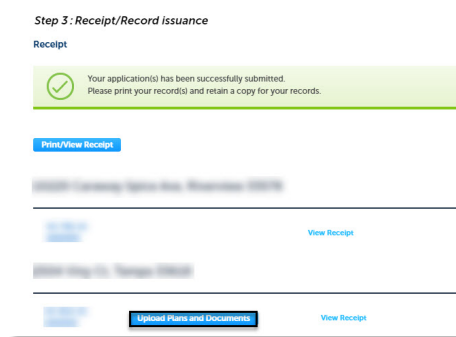 Step 3 : Receipt/Record issuance
Receipt
Your application(s) has been successfully submitted.
Please print your record(s) and retain a copy for your records.
Print/View Receipt
View Receipt
Upload Plans and Documents
View Receipt